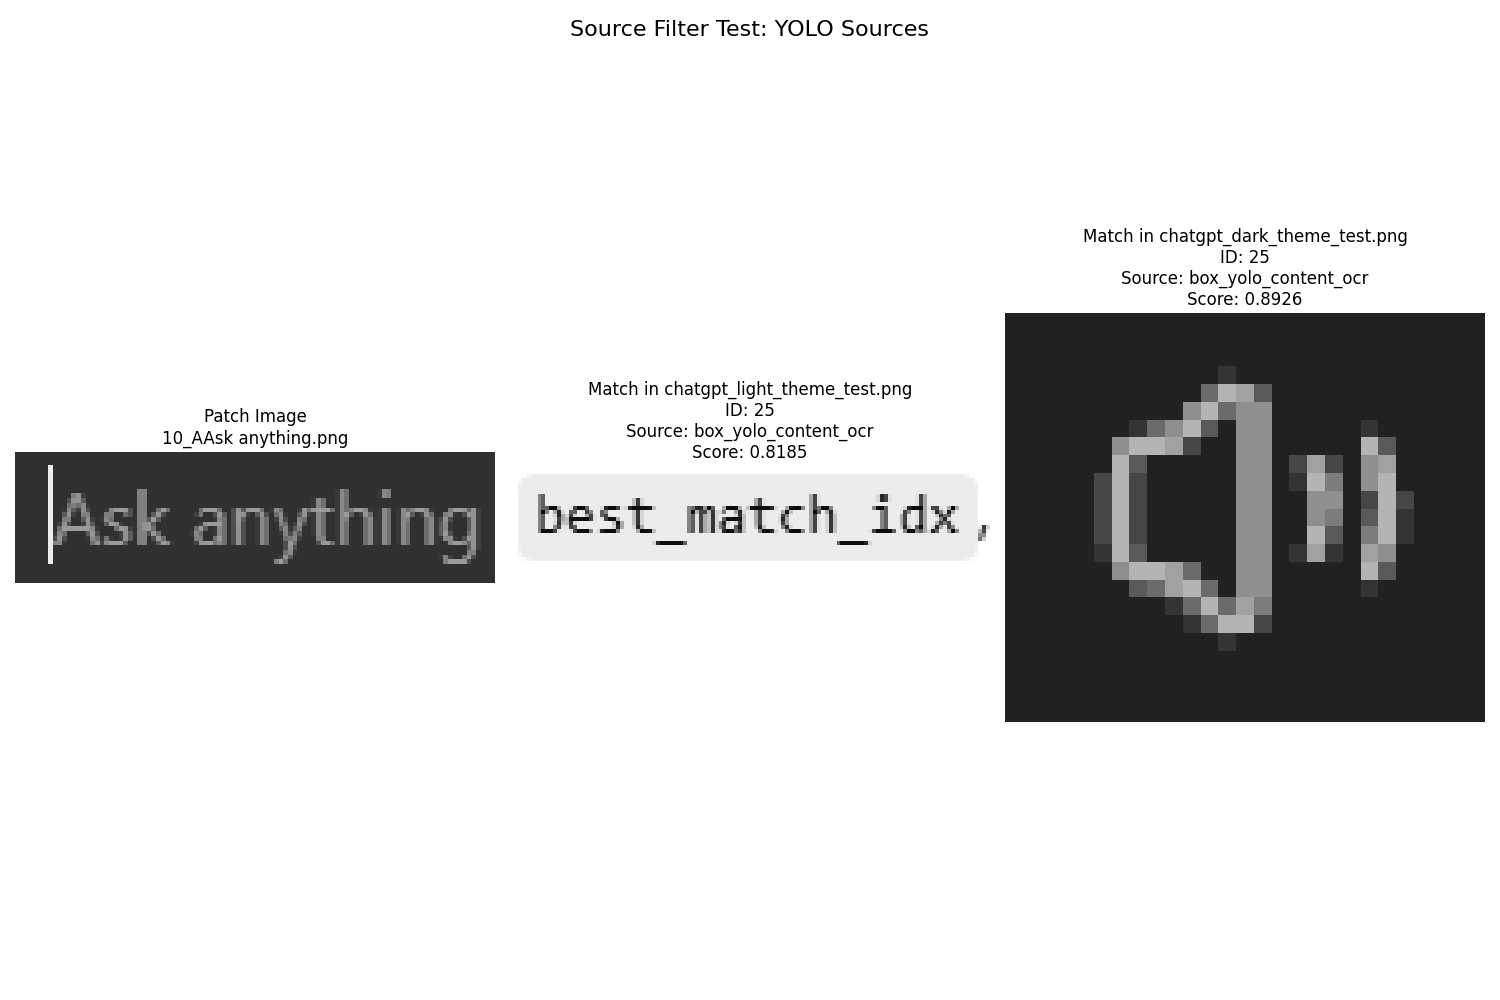 Source Filter Test: YOLO Sources
Patch Image
10_AAsk anything.png
Ask anything
Match in chatgpt_light_theme_test.png
ID: 25
Source: box_yolo_content_ocr
Score: 0.8185
best_match_idx,
Match in chatgpt_dark_theme_test.png
ID: 25
Source: box_yolo_content_ocr
Score: 0.8926